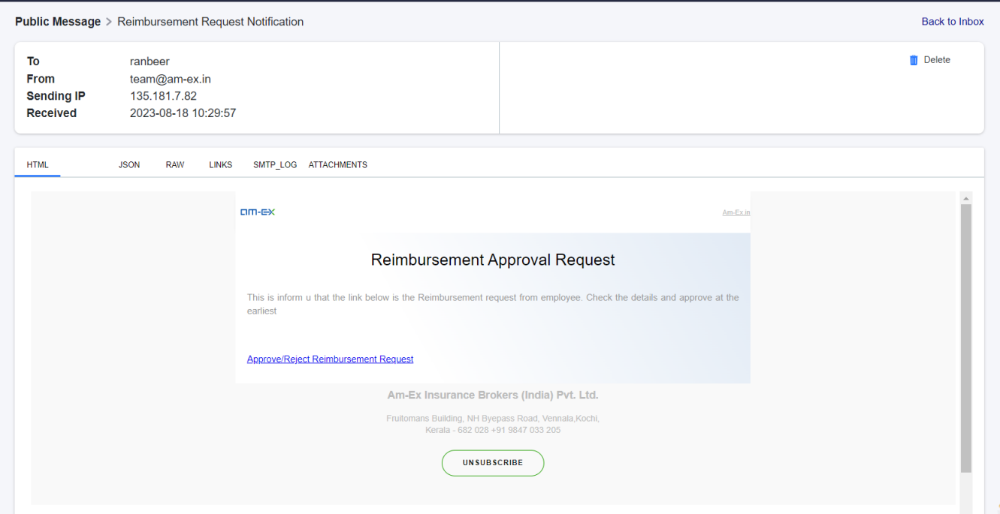 Public Message > Reimbursement Request Notification
Back to Inbox
To ranbeer
Delete
From team@am-ex.in
Sending IP 135.181.7.82
Received 2023-08-18 10:29:57
HTML JSON RAW LINKS SMTP_LOG ATTACHMENTS
am-ex
Am-Ex.in
Reimbursement Approval Request
This is inform u that the link below is the Reimbursement request from employee. Check the details and approve at the
earliest
Approve/Reject Reimbursement Request
Am-Ex Insurance Brokers (India) Pvt. Ltd.
Fruitomans Building, NH Byepass Road, Vennala,Kochi,
Kerala - 682 028 +91 9847 033 205
UNSUBSCRIBE